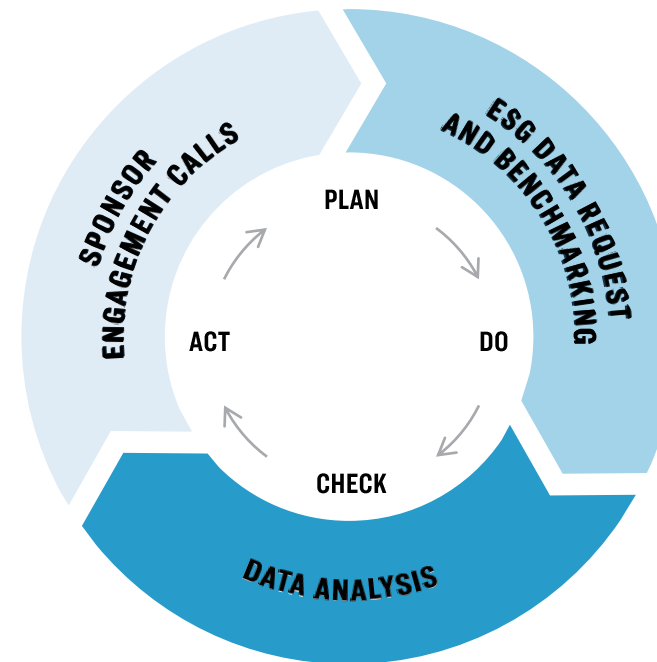 SPONSOR
ENGAGEMENT CALLS
ESG DATA REQUEST
AND BENCHMARKING
PLAN
ACT
DO
CHECK
DATA ANALYSIS